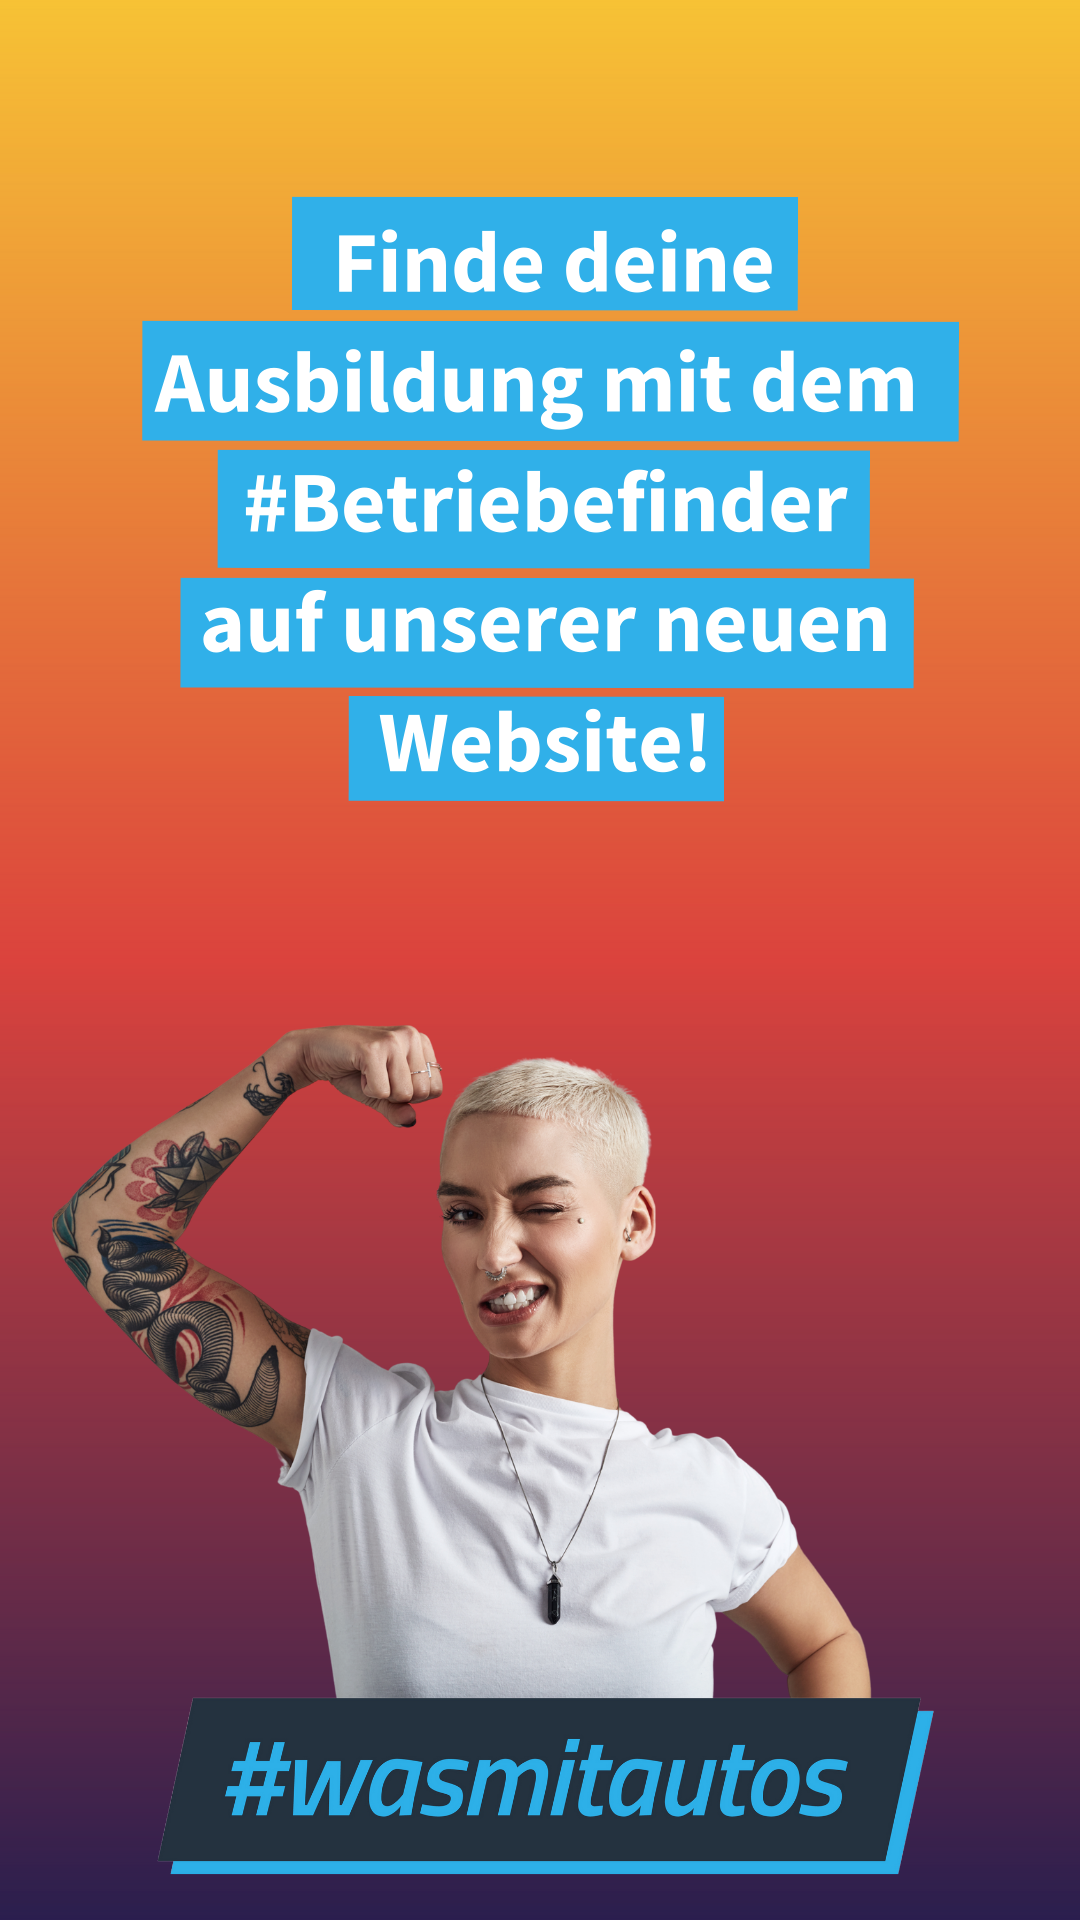 Finde deine
Ausbildung mit dem
#Betriebefinder
auf unserer neuen
Website!
#wasmitautos